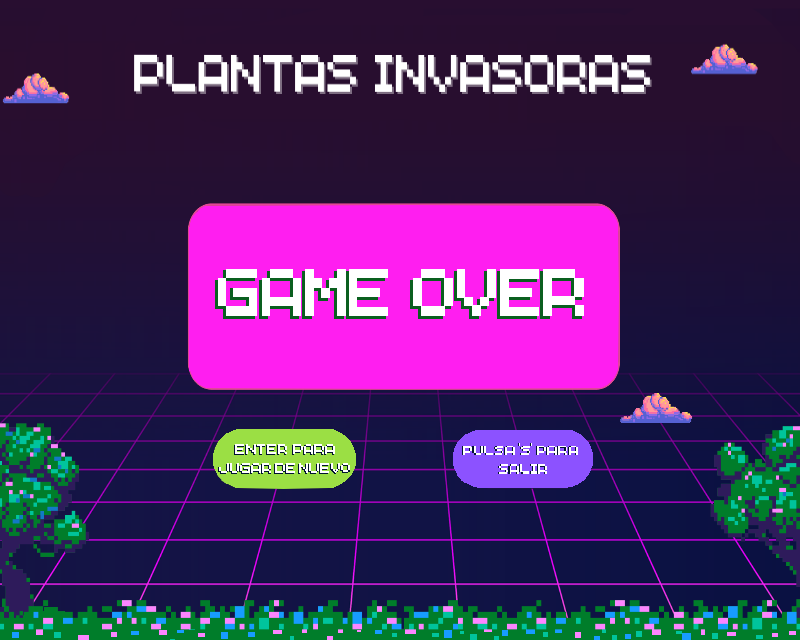 PLANTAS INVASORAS
GAME OVER
ENTER PARA
JUGAR DE NUEVO
PULSA 'S' PARA
SALIR